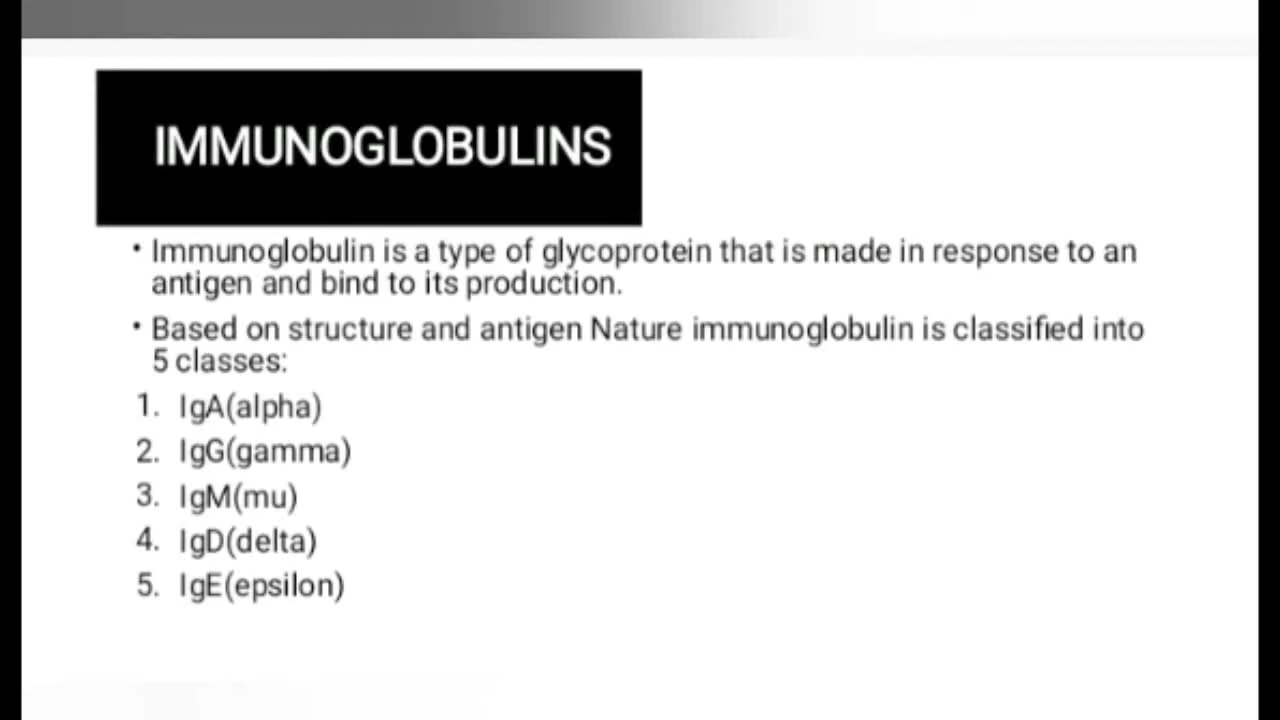 IMMUNOGLOBULINS
• Immunoglobulin is a type of glycoprotein that is made in response to an
antigen and bind to its production.
• Based on structure and antigen Nature immunoglobulin is classified into
5 classes:
1. IgA(alpha)
2. IgG(gamma)
3. IgM(mu)
4. IgD(delta)
5. IgE(epsilon)